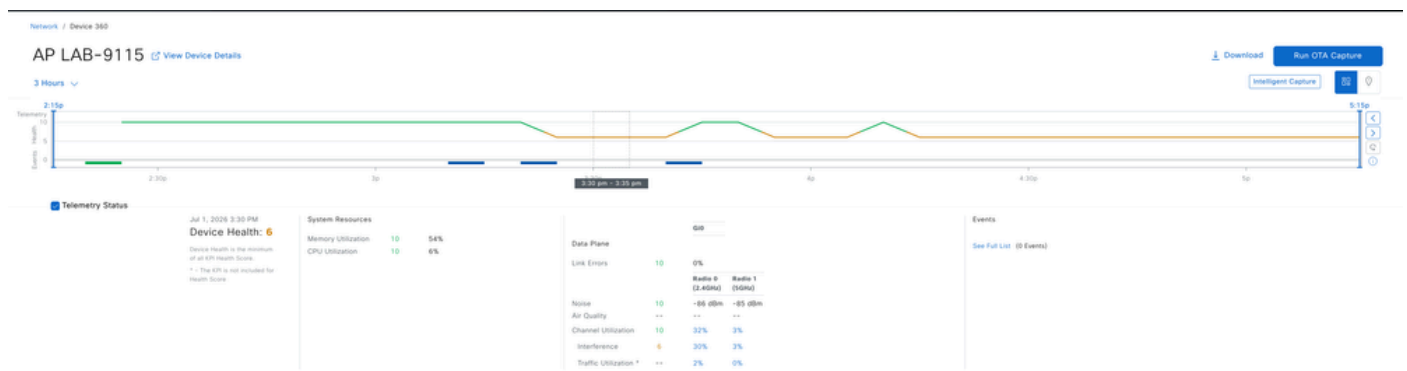 Network / Device 360
AP LAB-9115 View Device Details
Download Run OTA Capture
3 Hours
Intelligent Capture
2:15p 5:15p
Telemetry
10
Health
5
Events 0
2:30p 3p 4p 4:30p 5p
3:30 pm - 3:35 pm
Telemetry Status
Jul 1, 2026 3:30 PM
Device Health: 6
Device Health is the minimum
of all KPI Health Score.
* - The KPI is not included for
Health Score
System Resources
Memory Utilization 10 54%
CPU Utilization 10 6%
Gi0
Data Plane
Link Errors 10 0%
Radio 0 Radio 1
(2.4GHz) (5GHz)
Noise 10 -86 dBm -85 dBm
Air Quality -- -- --
Channel Utilization 10 32% 3%
Interference 6 30% 3%
Traffic Utilization * -- 2% 0%
Events
See Full List (0 Events)